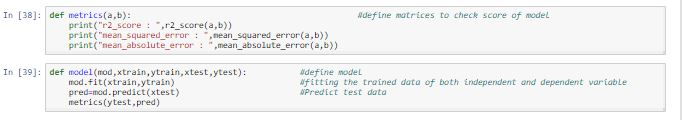 In [38]: def metrics(a,b): #define matrices to check score of model
print("r2_score : ",r2_score(a,b))
print("mean_squared_error : ",mean_squared_error(a,b))
print("mean_absolute_error : ",mean_absolute_error(a,b))
In [39]: def model(mod,xtrain,ytrain,xtest,ytest): #define model
mod.fit(xtrain,ytrain) #fitting the trained data of both independent and dependent variable
pred=mod.predict(xtest) #Predict test data
metrics(ytest,pred)